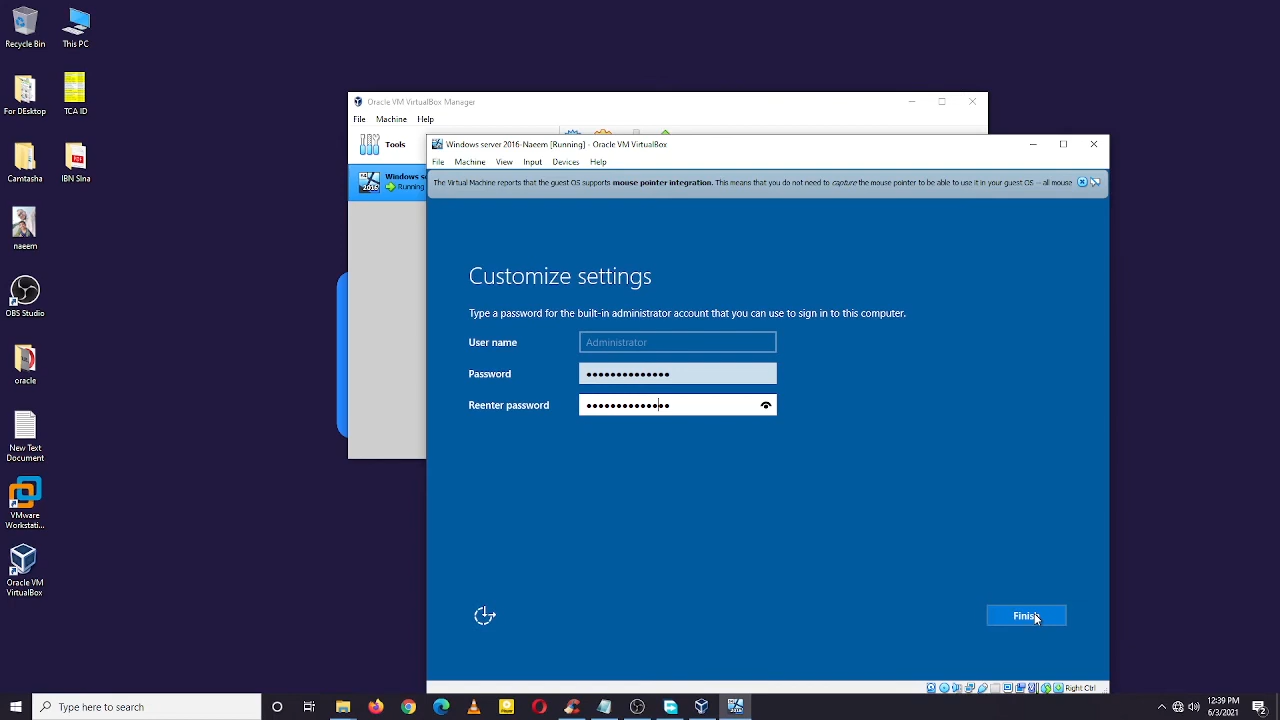 Recycle Bin
This PC
For DEsktop
TCA ID
Camtasha
IBN SIna
naeem
OBS Studio
oracle
New Text
Document
VMware
Workstati...
Oracle VM
VirtualBox
Oracle VM VirtualBox Manager
File Machine Help
Tools
Windows se
2016
Running
Windows server 2016-Naeem [Running] - Oracle VM VirtualBox
File Machine View Input Devices Help
The Virtual Machine reports that the guest OS supports mouse pointer integration. This means that you do not need to capture the mouse pointer to be able to use it in your guest OS -- all mouse
Customize settings
Type a password for the built-in administrator account that you can use to sign in to this computer.
User name Administrator
Password ••••••••••••••
Reenter password ••••••••••••••
Finish
Right Ctrl
Type here to search
12:39 PM
6/3/2021